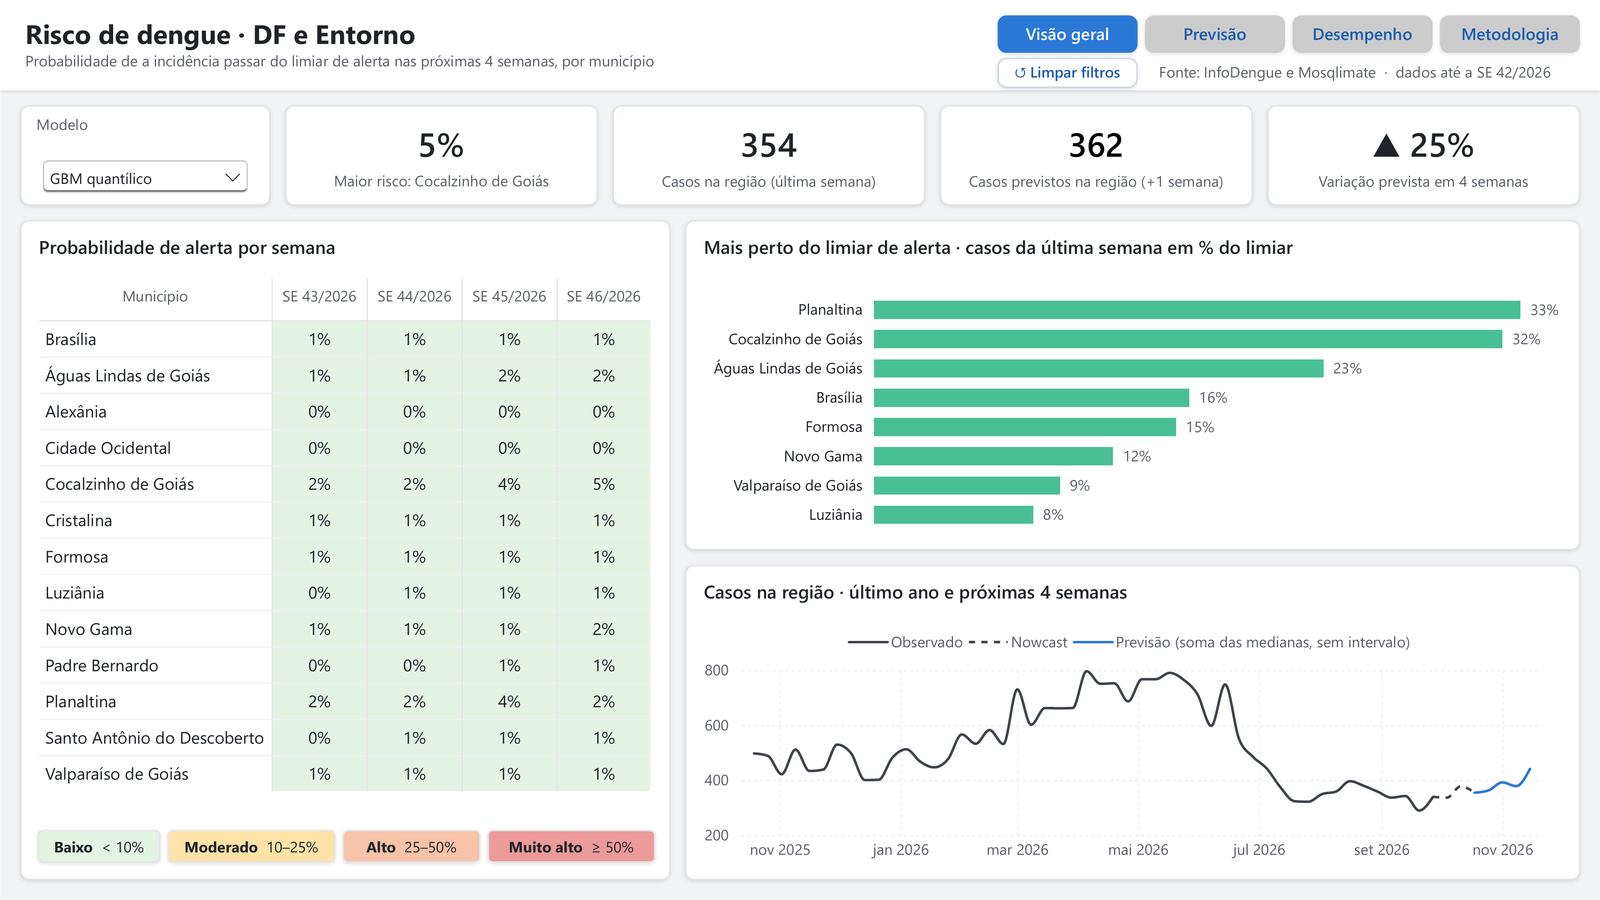 Risco de dengue · DF e Entorno
Probabilidade de a incidência passar do limiar de alerta nas próximas 4 semanas, por município
Visão geral
Previsão
Desempenho
Metodologia
↺ Limpar filtros
Fonte: InfoDengue e Mosqlimate · dados até a SE 42/2026
Modelo
GBM quantílico
5%
Maior risco: Cocalzinho de Goiás
354
Casos na região (última semana)
362
Casos previstos na região (+1 semana)
▲ 25%
Variação prevista em 4 semanas
Probabilidade de alerta por semana
Município SE 43/2026 SE 44/2026 SE 45/2026 SE 46/2026
Brasília 1% 1% 1% 1%
Águas Lindas de Goiás 1% 1% 2% 2%
Alexânia 0% 0% 0% 0%
Cidade Ocidental 0% 0% 0% 0%
Cocalzinho de Goiás 2% 2% 4% 5%
Cristalina 1% 1% 1% 1%
Formosa 1% 1% 1% 1%
Luziânia 0% 1% 1% 1%
Novo Gama 1% 1% 1% 2%
Padre Bernardo 0% 0% 1% 1%
Planaltina 2% 2% 4% 2%
Santo Antônio do Descoberto 0% 1% 1% 1%
Valparaíso de Goiás 1% 1% 1% 1%
Baixo < 10%
Moderado 10–25%
Alto 25–50%
Muito alto ≥ 50%
Mais perto do limiar de alerta · casos da última semana em % do limiar
Planaltina 33%
Cocalzinho de Goiás 32%
Águas Lindas de Goiás 23%
Brasília 16%
Formosa 15%
Novo Gama 12%
Valparaíso de Goiás 9%
Luziânia 8%
Casos na região · último ano e próximas 4 semanas
Observado Nowcast Previsão (soma das medianas, sem intervalo)
800
600
400
200
nov 2025 jan 2026 mar 2026 mai 2026 jul 2026 set 2026 nov 2026